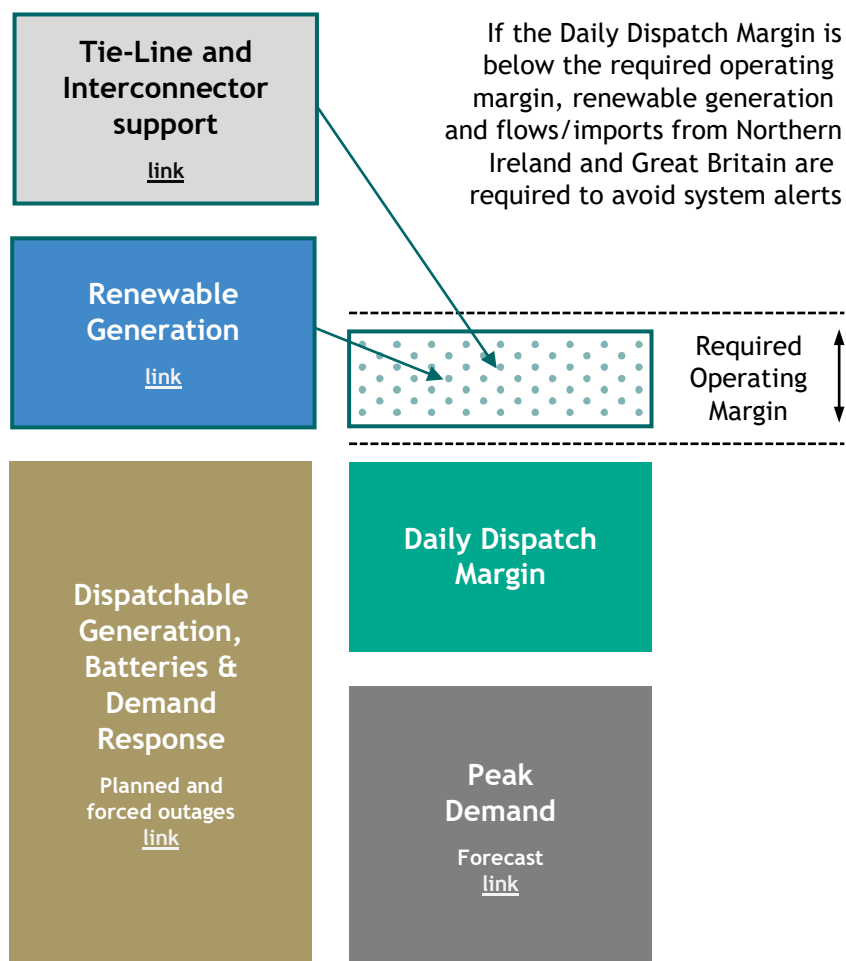 Tie-Line and
Interconnector
support
link
If the Daily Dispatch Margin is
below the required operating
margin, renewable generation
and flows/imports from Northern
Ireland and Great Britain are
required to avoid system alerts
Renewable
Generation
link
Required
Operating
Margin
Dispatchable
Generation,
Batteries &
Demand
Response
Planned and
forced outages
link
Daily Dispatch
Margin
Peak
Demand
Forecast
link